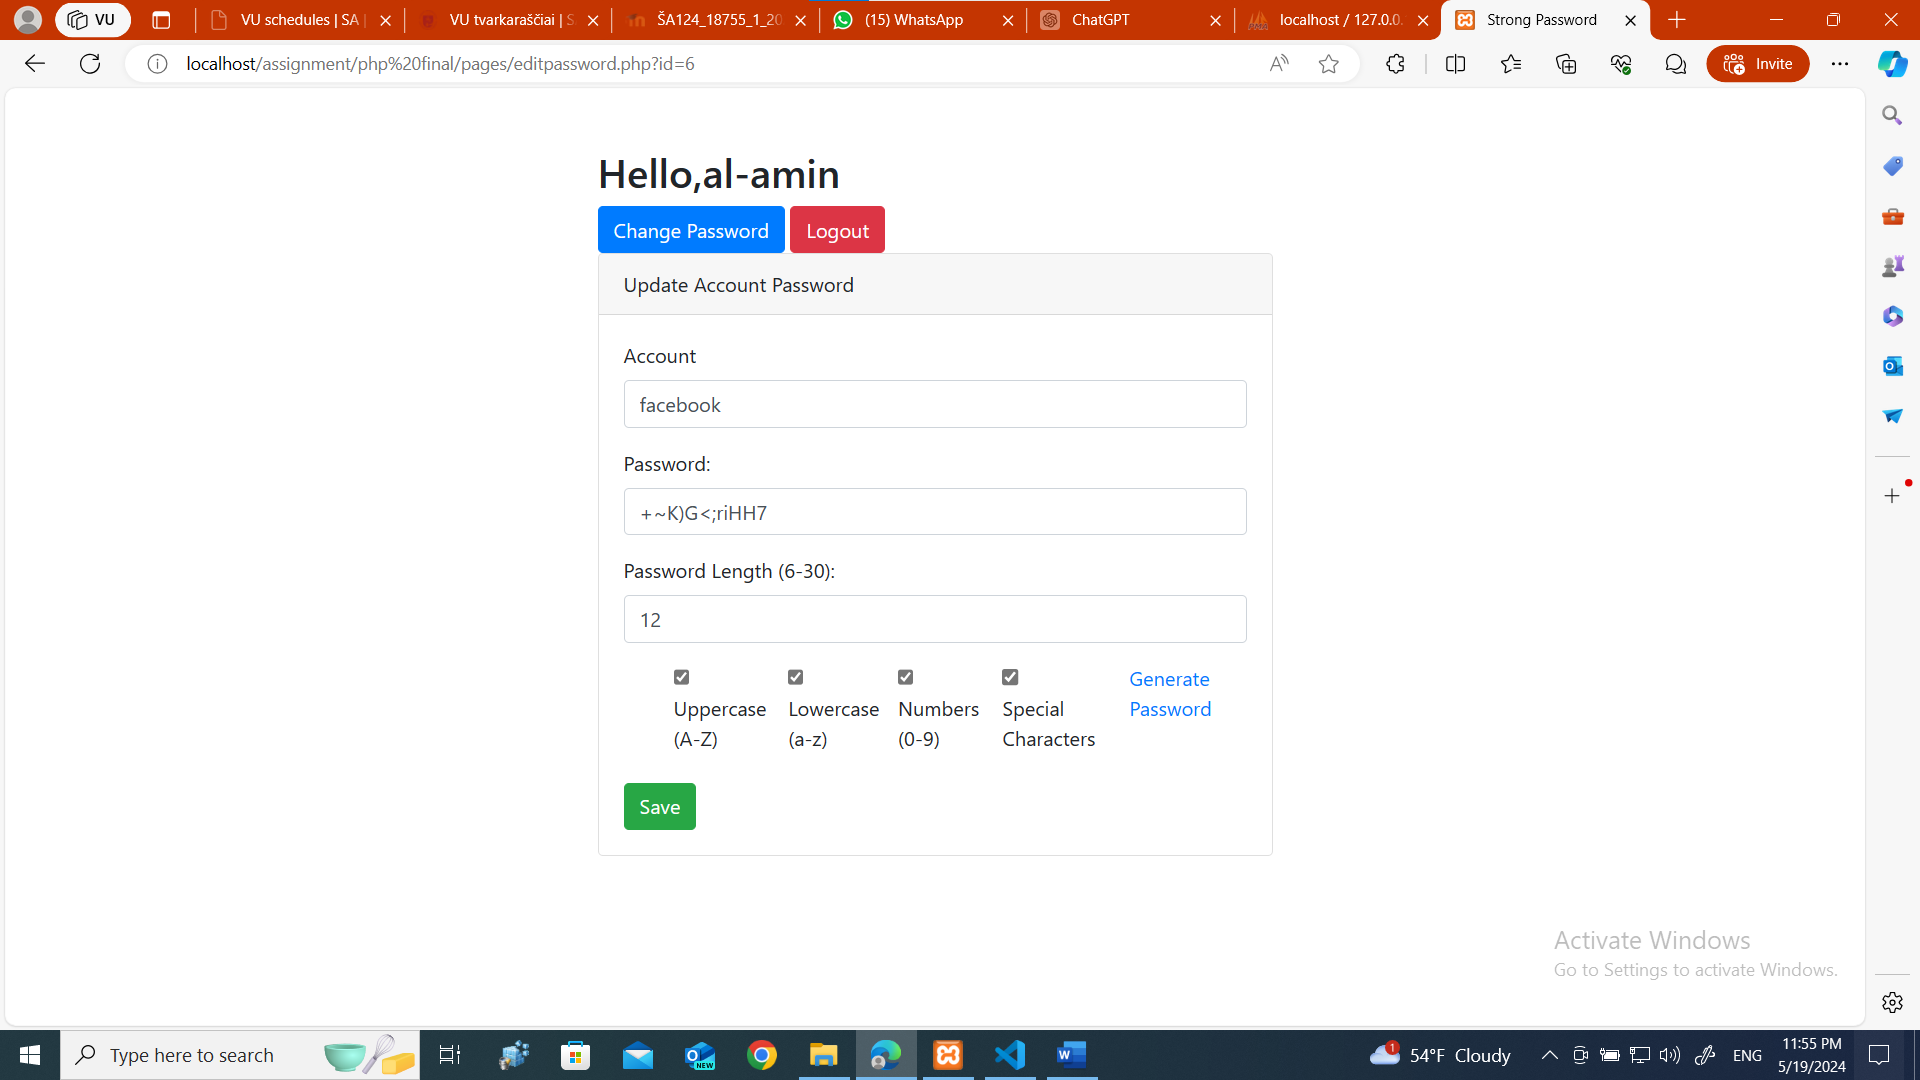 VU
VU schedules | SA |
VU tvarkaraščiai | S
ŠA124_18755_1_20
(15) WhatsApp
ChatGPT
localhost / 127.0.0.
Strong Password
localhost/assignment/php%20final/pages/editpassword.php?id=6
Invite
Hello,al-amin
Change Password
Logout
Update Account Password
Account
facebook
Password:
+~K)G<;riHH7
Password Length (6-30):
12
Uppercase
(A-Z)
Lowercase
(a-z)
Numbers
(0-9)
Special
Characters
Generate
Password
Save
Activate Windows
Go to Settings to activate Windows.
Type here to search
NEW
1
54°F Cloudy
ENG
11:55 PM
5/19/2024